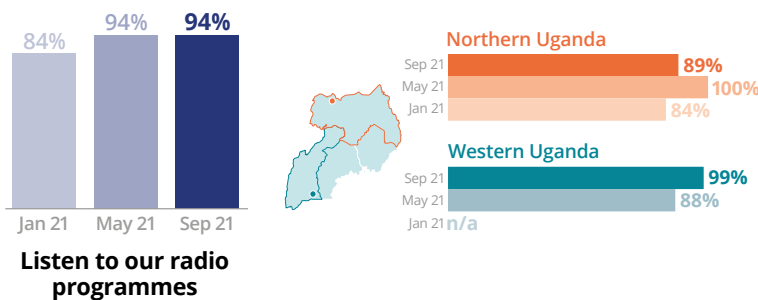 84%
94%
94%
Jan 21
May 21
Sep 21
Listen to our radio
programmes
Northern Uganda
Sep 21
89%
May 21
100%
Jan 21
84%
Western Uganda
Sep 21
99%
May 21
88%
Jan 21
n/a